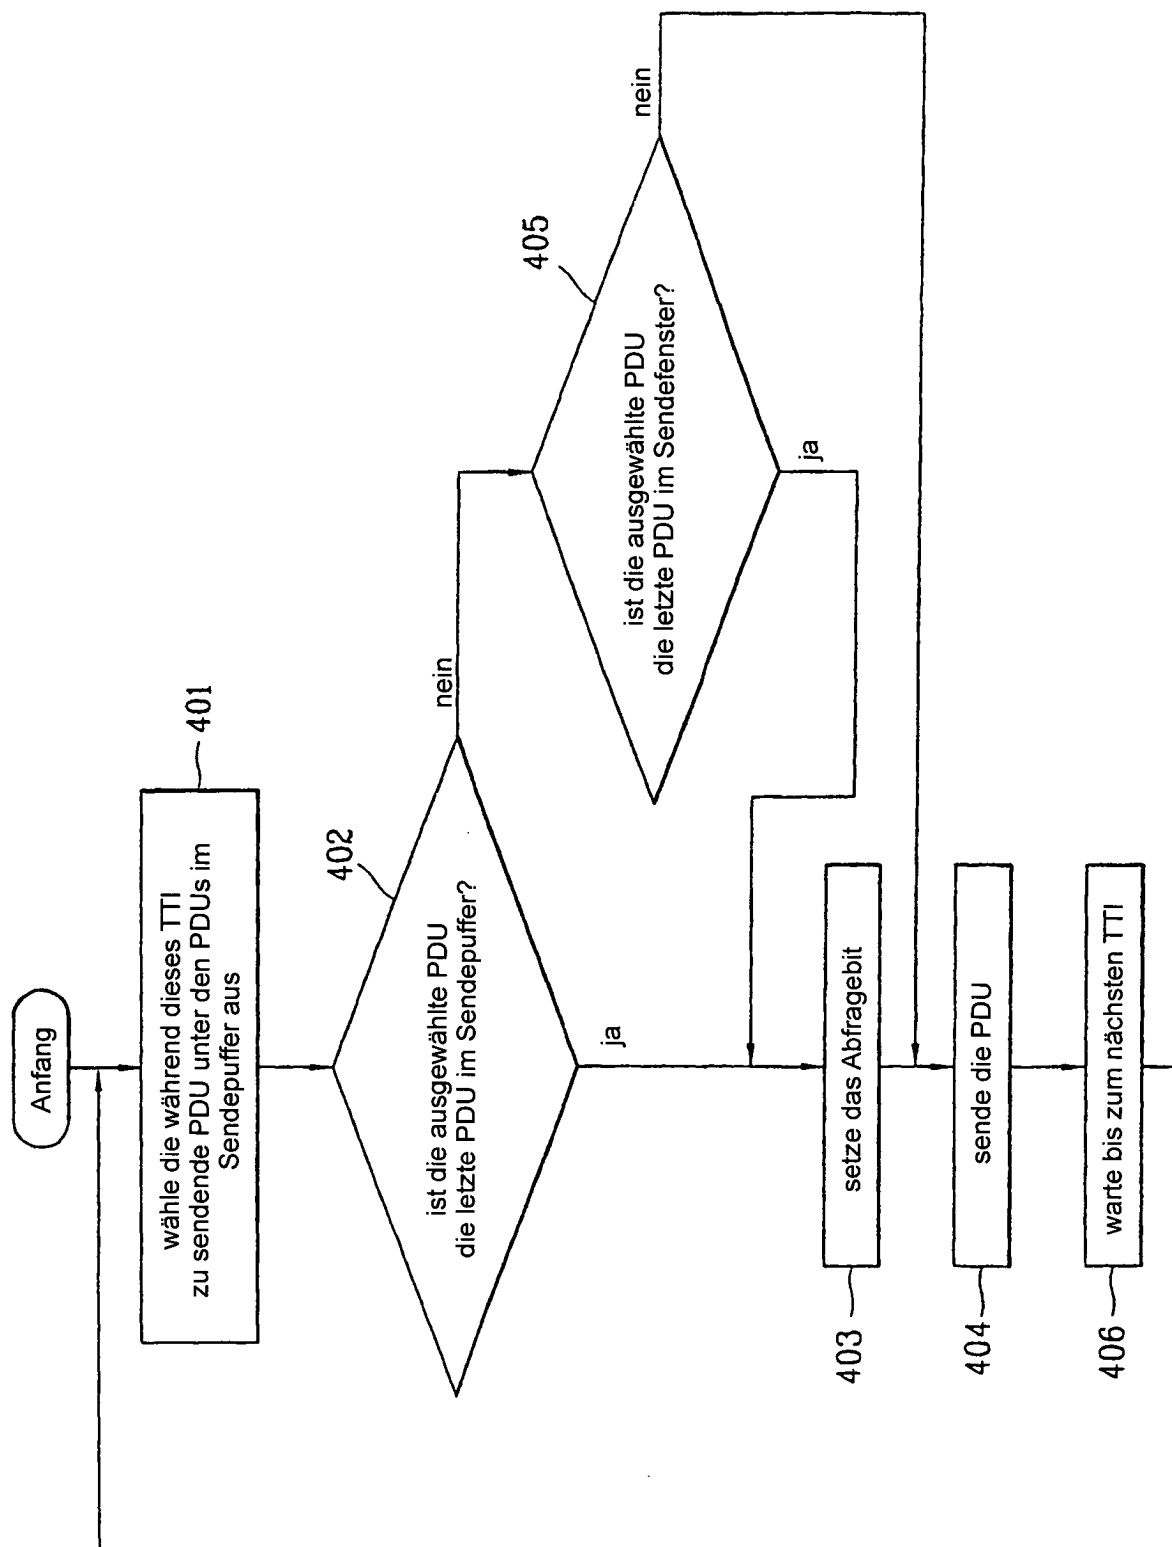 Anfang
wähle die während dieses TTI
zu sendende PDU unter den PDUs im
Sendepuffer aus
401
402
ist die ausgewählte PDU
die letzte PDU im Sendepuffer?
nein
ja
405
ist die ausgewählte PDU
die letzte PDU im Sendefenster?
nein
ja
setze das Abfragebit
403
sende die PDU
404
warte bis zum nächsten TTI
406